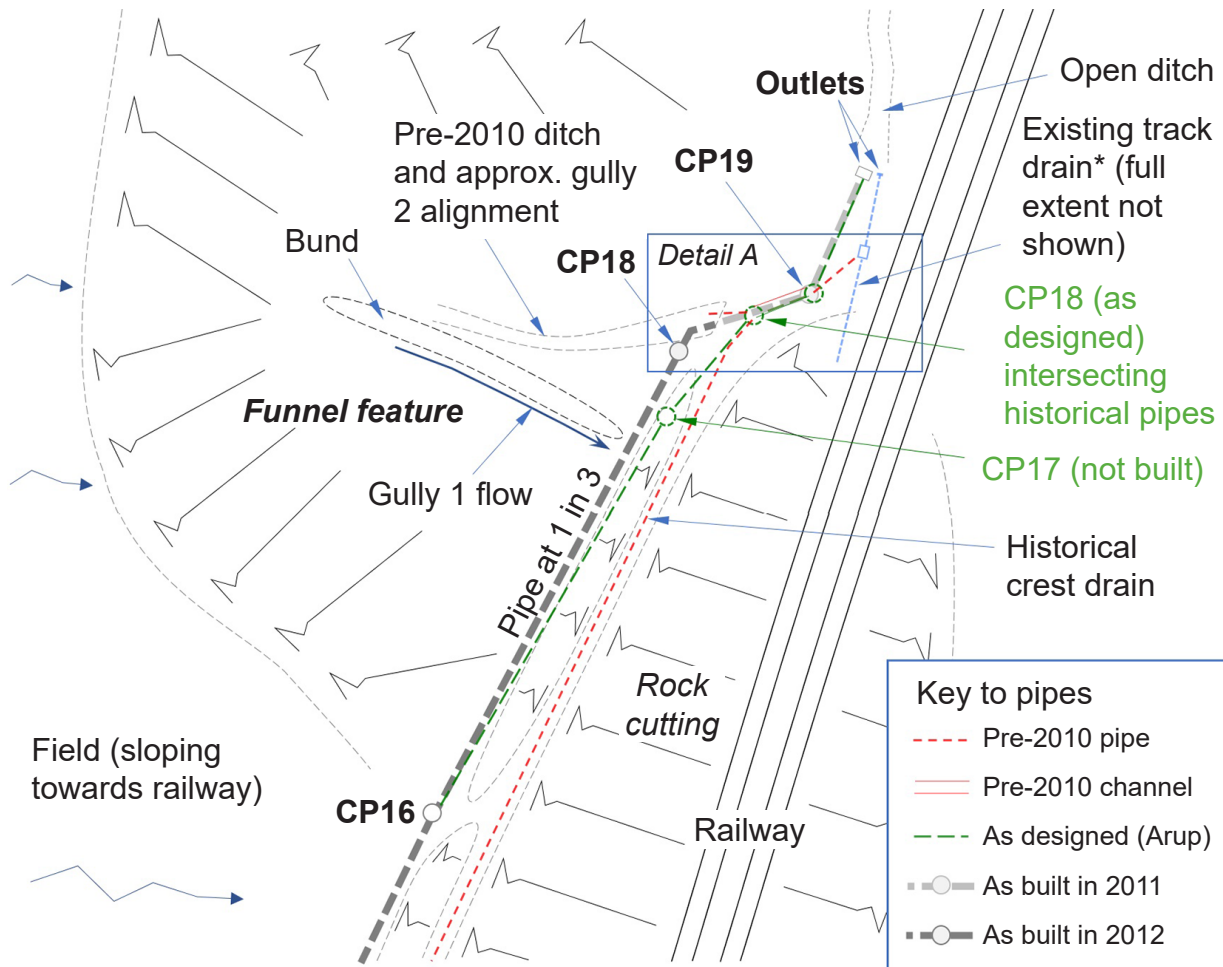 Outlets
Open ditch
Pre-2010 ditch
and approx. gully
2 alignment
CP19
Existing track
drain* (full
extent not
shown)
Bund
CP18
Detail A
CP18 (as
designed)
intersecting
historical pipes
Funnel feature
CP17 (not built)
Gully 1 flow
Pipe at 1 in 3
Historical
crest drain
Rock
cutting
Field (sloping
towards railway)
CP16
Railway
Key to pipes
Pre-2010 pipe
Pre-2010 channel
As designed (Arup)
As built in 2011
As built in 2012